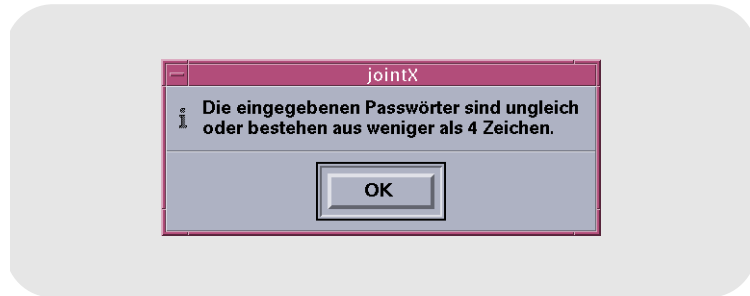 jointX
Die eingegebenen Passwörter sind ungleich
oder bestehen aus weniger als 4 Zeichen.
OK